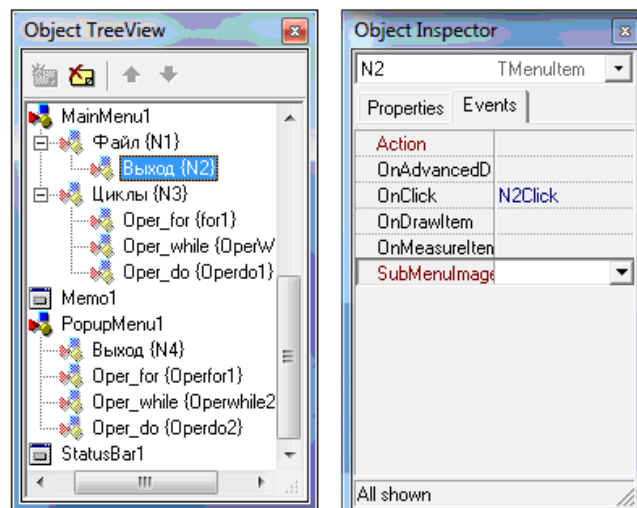 Object TreeView
MainMenu1
Файл {N1}
Выход {N2}
Циклы {N3}
Oper_for {for1}
Oper_while {OperW
Oper_do {Operdo1}
Memo1
PopupMenu1
Выход {N4}
Oper_for {Operfor1}
Oper_while {Operwhile2
Oper_do {Operdo2}
StatusBar1
Object Inspector
N2 TMenuItem
Properties Events
Action
OnAdvancedD
OnClick N2Click
OnDrawItem
OnMeasureIten
SubMenuImage
All shown